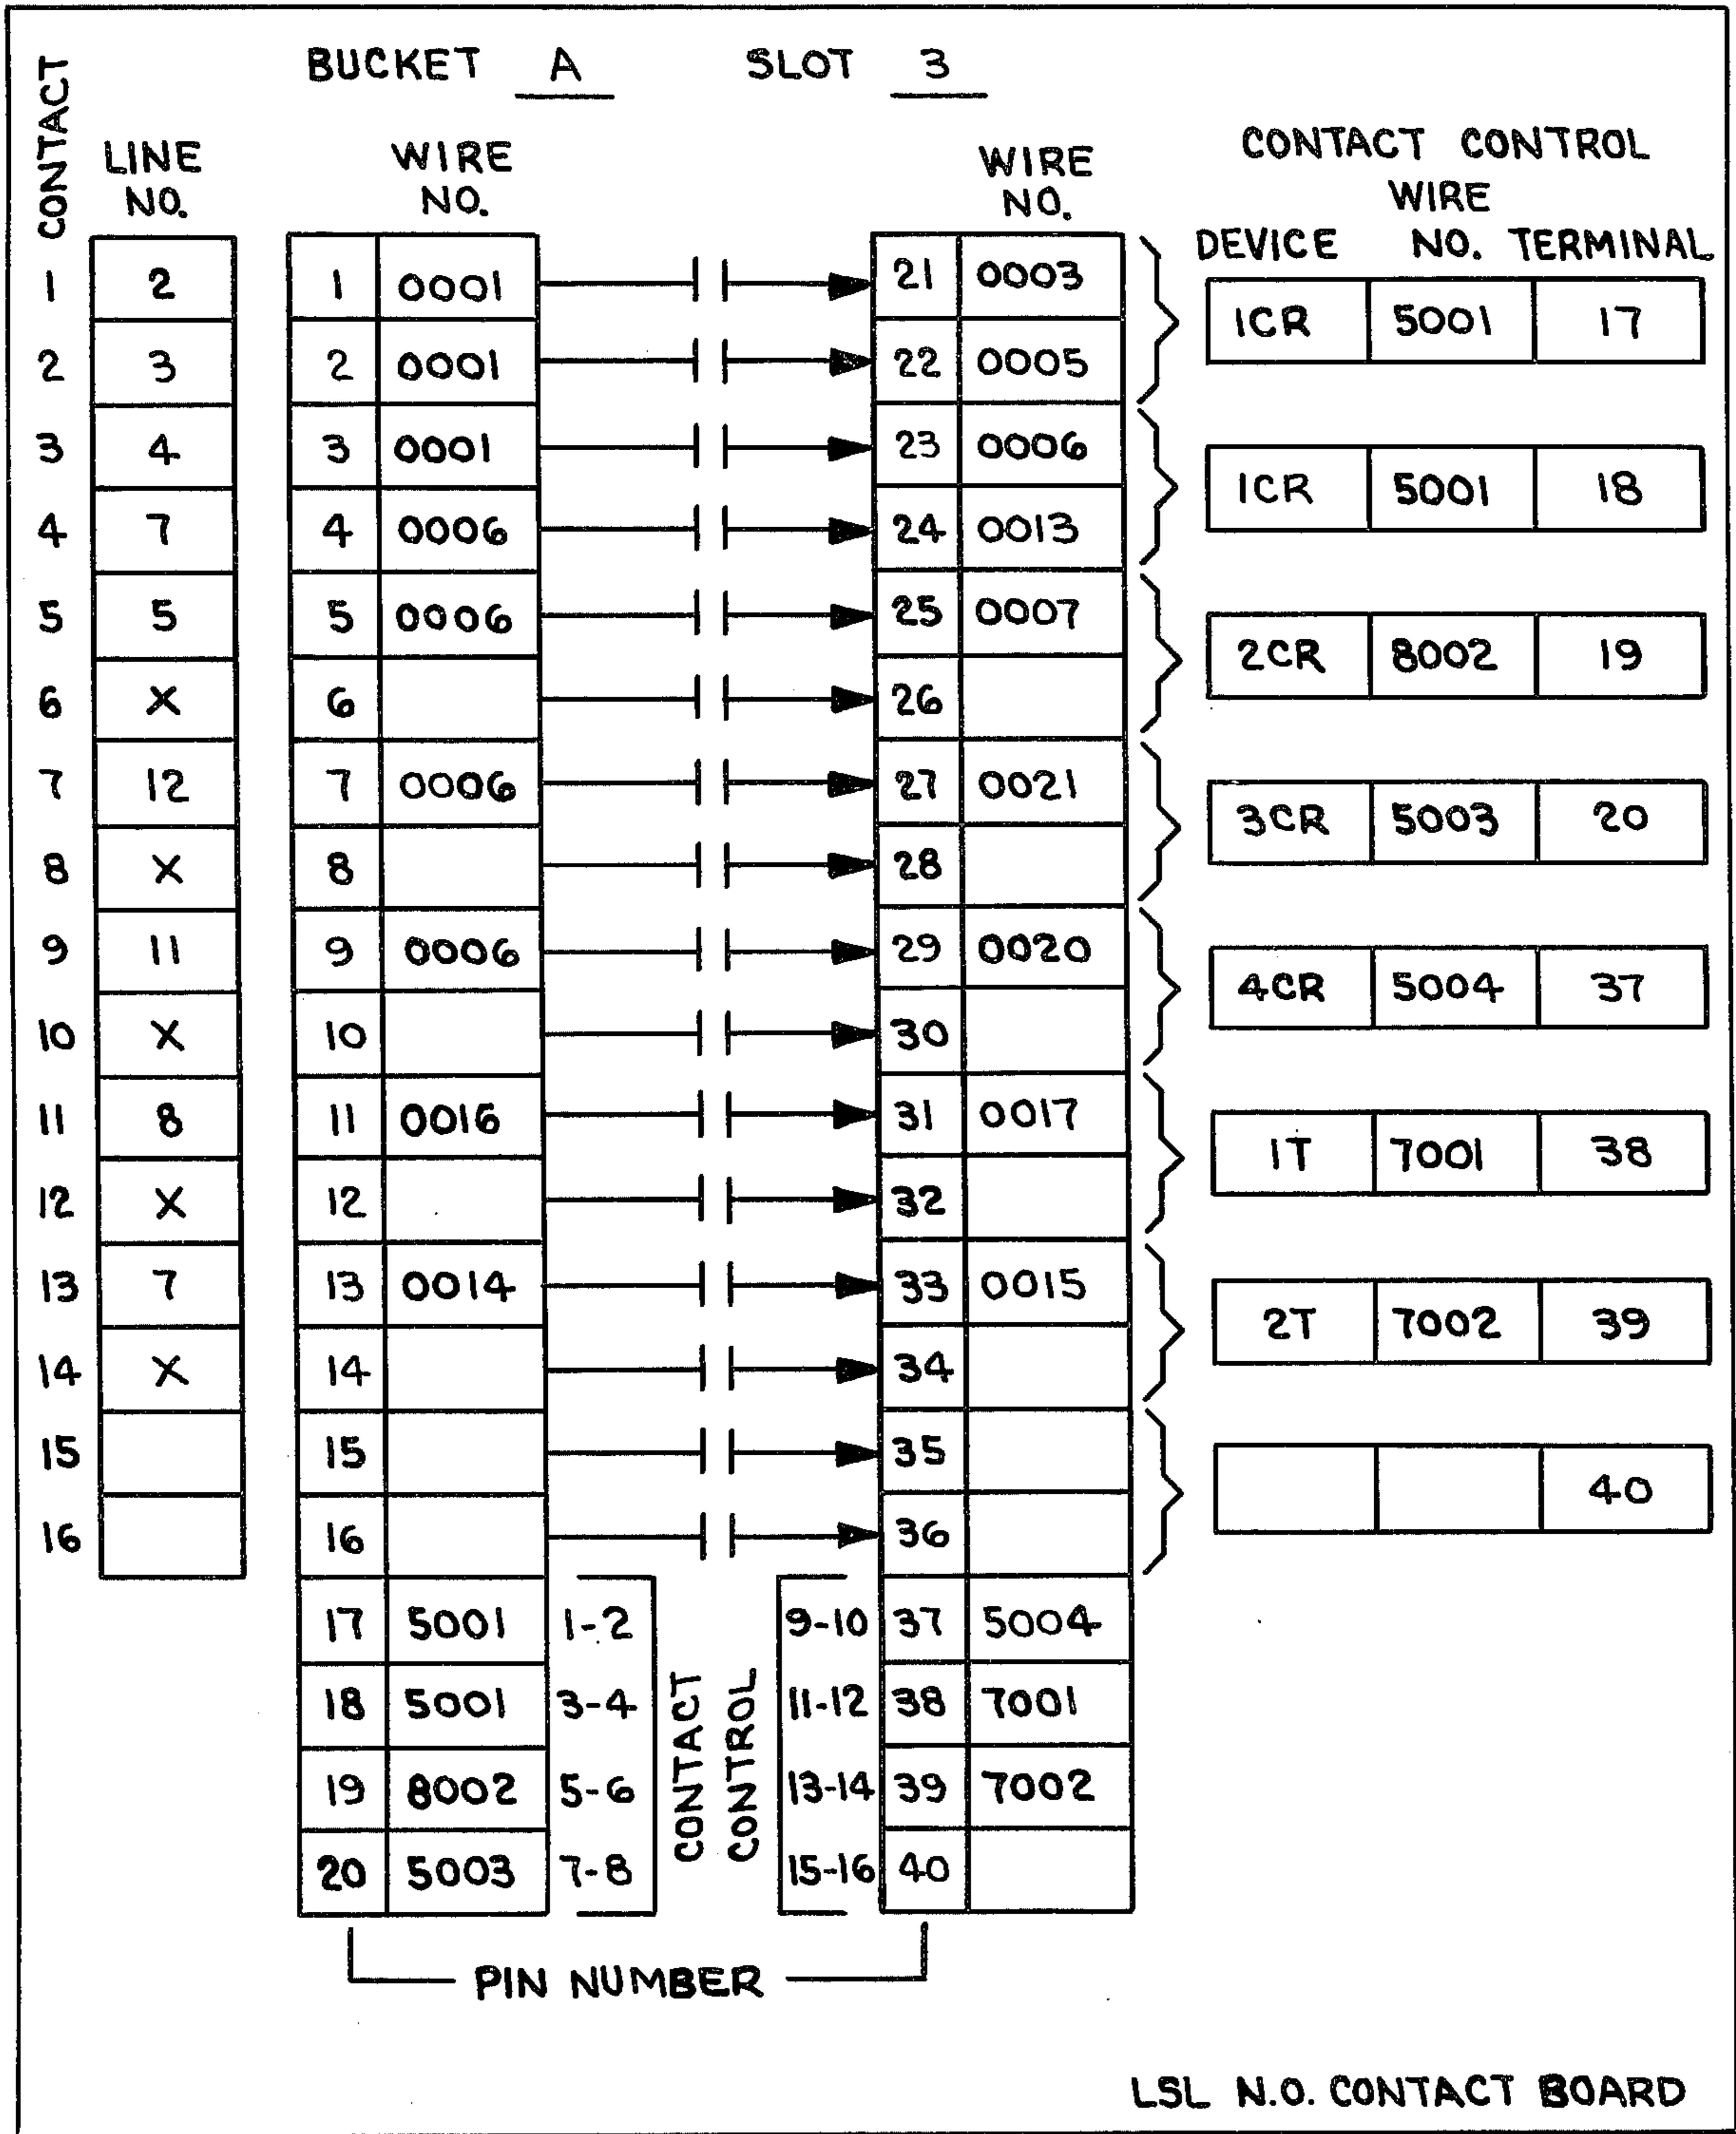 BUCKET A SLOT 3
CONTACT
LINE NO.
WIRE NO.
WIRE NO.
CONTACT CONTROL
DEVICE WIRE NO. TERMINAL
1 2 1 0001 21 0003
1CR 5001 17
2 3 2 0001 22 0005
3 4 3 0001 23 0006
1CR 5001 18
4 7 4 0006 24 0013
5 5 5 0006 25 0007
2CR 8002 19
6 X 6 26
7 12 7 0006 27 0021
3CR 5003 20
8 X 8 28
9 11 9 0006 29 0020
4CR 5004 37
10 X 10 30
11 8 11 0016 31 0017
1T 7001 38
12 X 12 32
13 7 13 0014 33 0015
2T 7002 39
14 X 14 34
15 15 35
40
16 16 36
17 5001 1-2 9-10 37 5004
18 5001 3-4 11-12 38 7001
19 8002 5-6 13-14 39 7002
20 5003 7-8 15-16 40
CONTACT
CONTROL
PIN NUMBER
LSL N.O. CONTACT BOARD